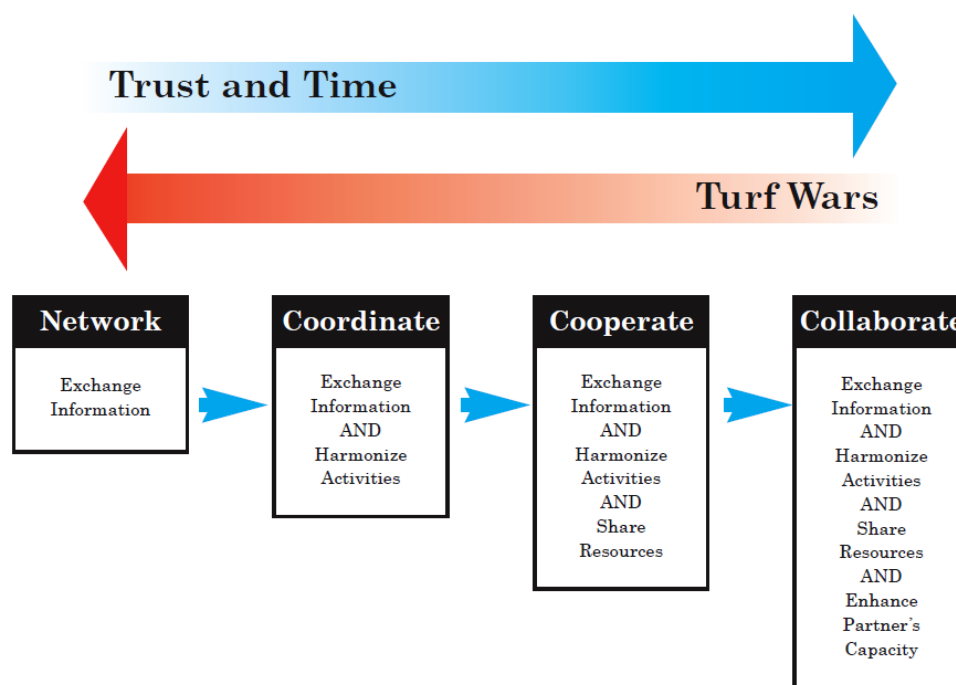 Trust and Time
Turf Wars
Network
Exchange
Information
Coordinate
Exchange
Information
AND
Harmonize
Activities
Cooperate
Exchange
Information
AND
Harmonize
Activities
AND
Share
Resources
Collaborate
Exchange
Information
AND
Harmonize
Activities
AND
Share
Resources
AND
Enhance
Partner's
Capacity